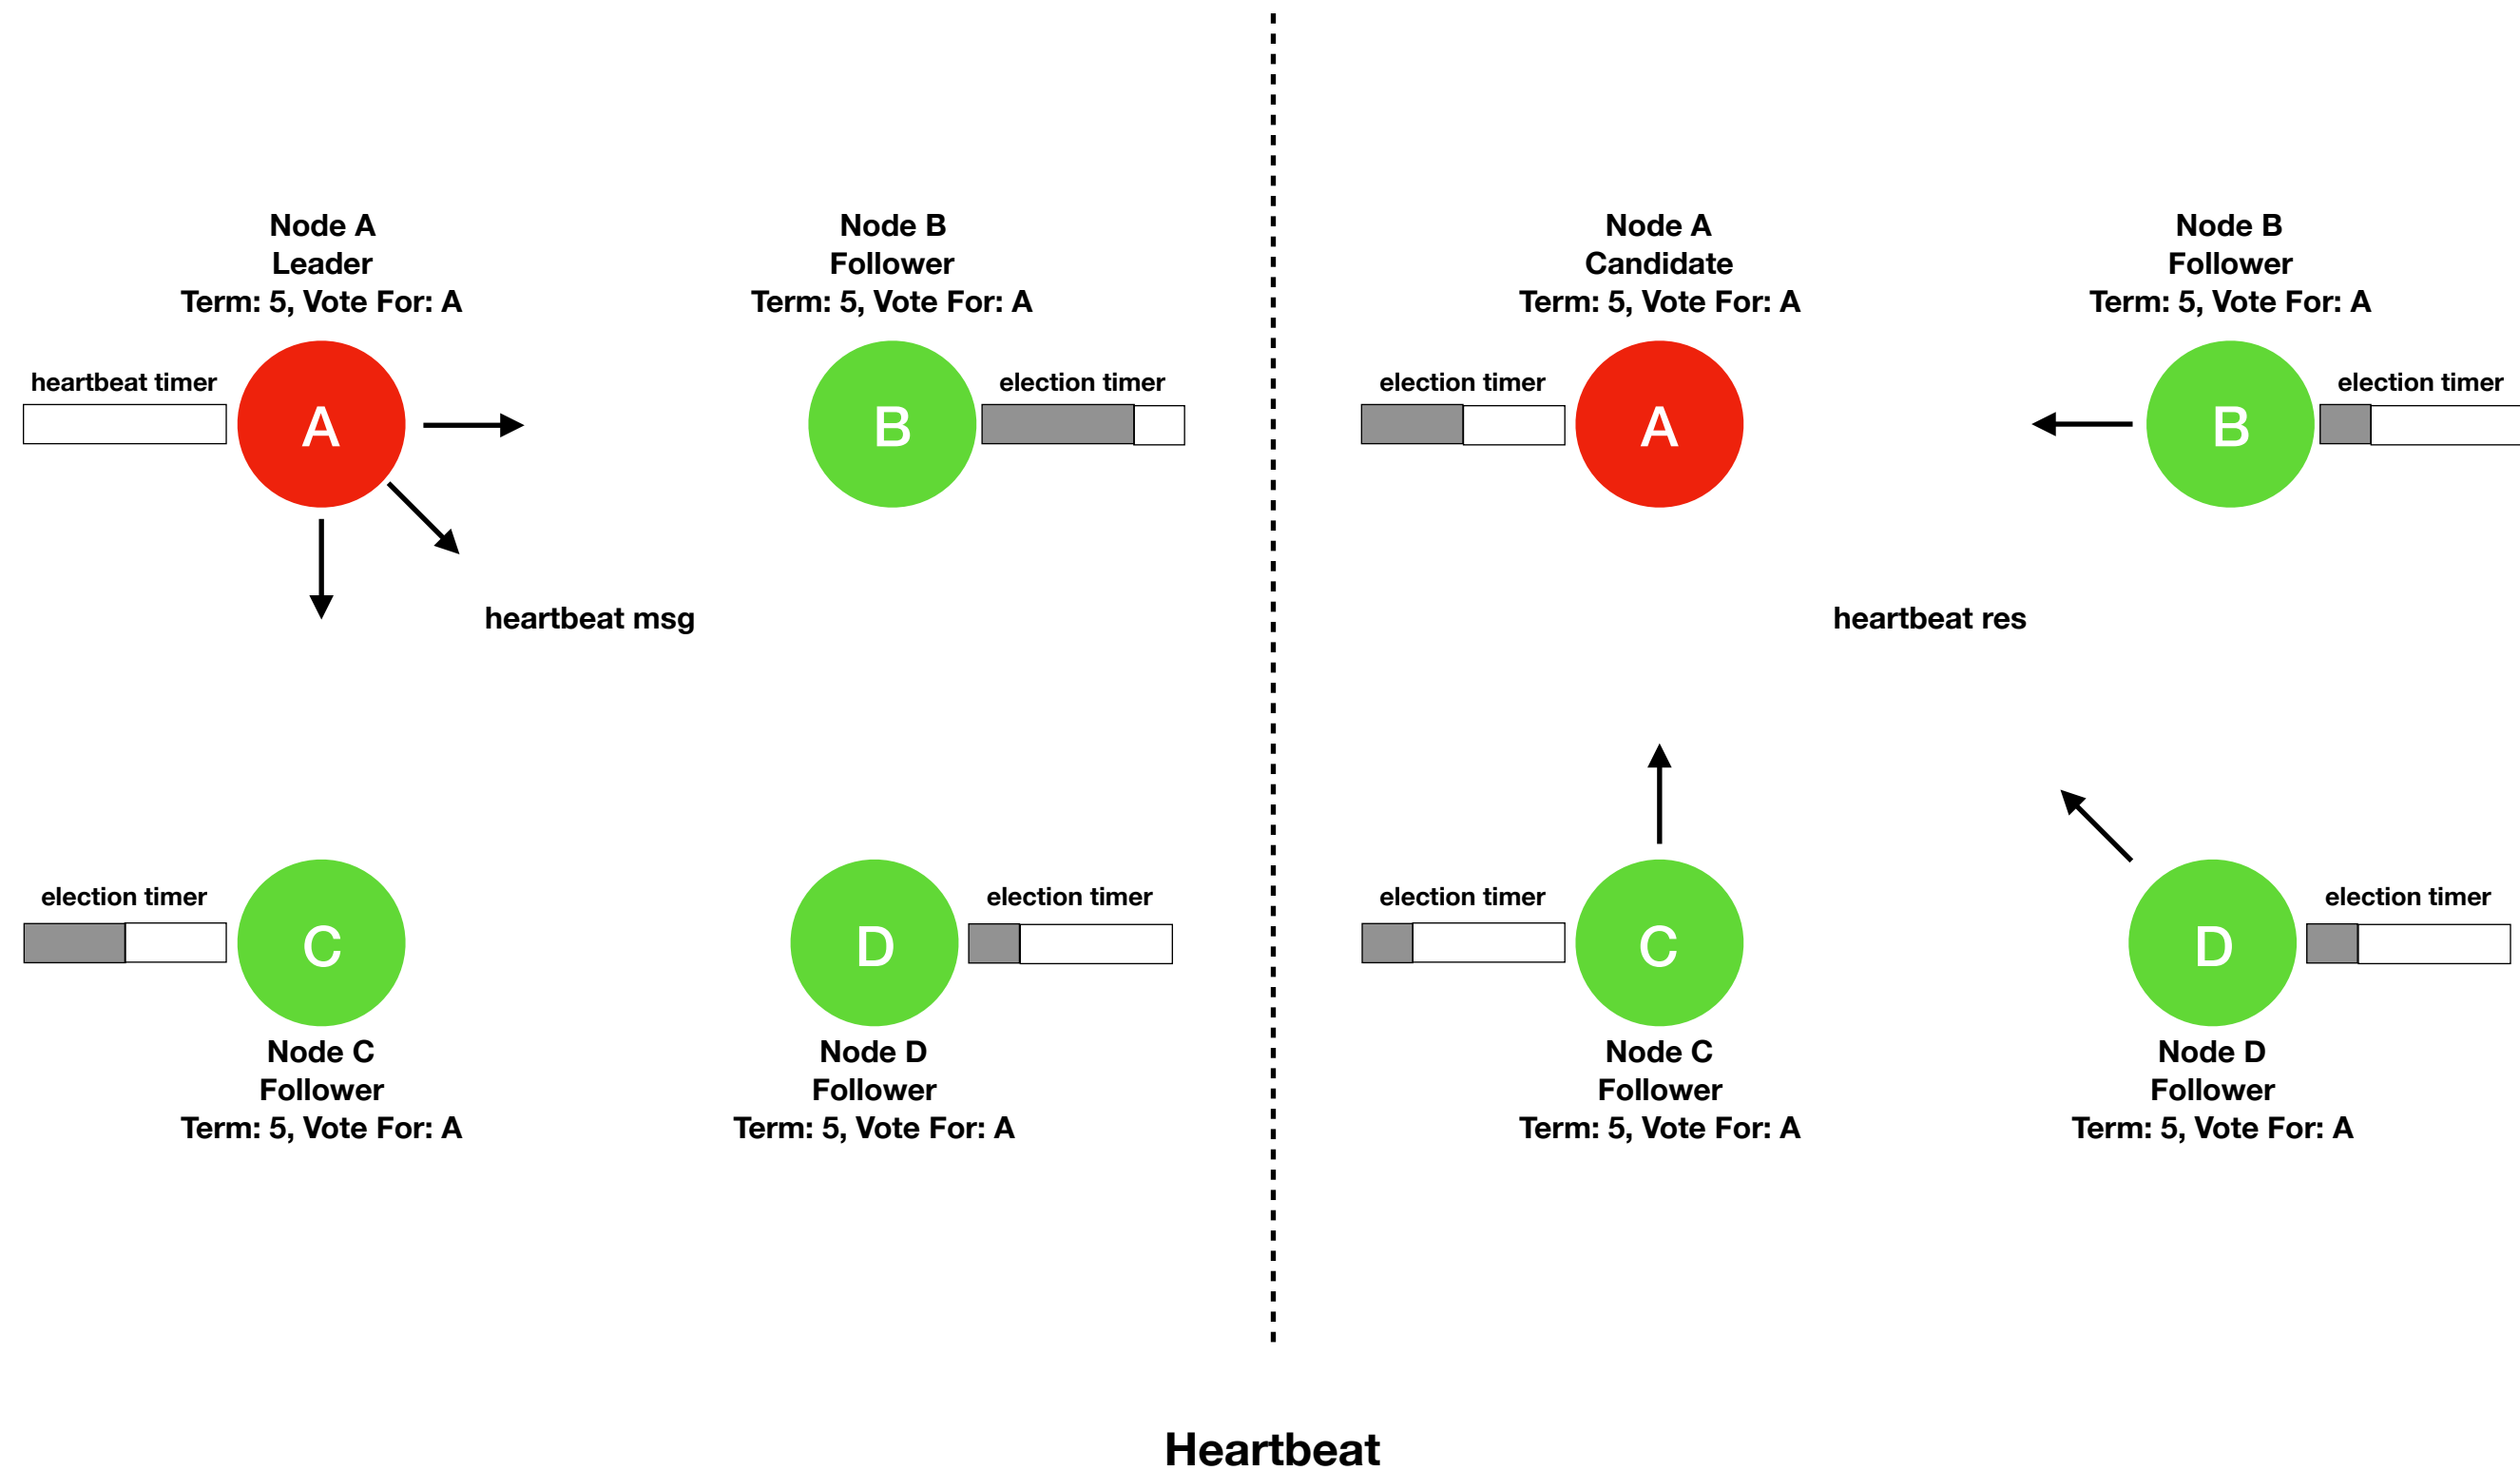 Node A
Leader
Term: 5, Vote For: A
heartbeat timer
A
Node B
Follower
Term: 5, Vote For: A
election timer
B
heartbeat msg
election timer
C
Node C
Follower
Term: 5, Vote For: A
election timer
D
Node D
Follower
Term: 5, Vote For: A
Node A
Candidate
Term: 5, Vote For: A
election timer
A
Node B
Follower
Term: 5, Vote For: A
election timer
B
heartbeat res
election timer
C
Node C
Follower
Term: 5, Vote For: A
election timer
D
Node D
Follower
Term: 5, Vote For: A
Heartbeat